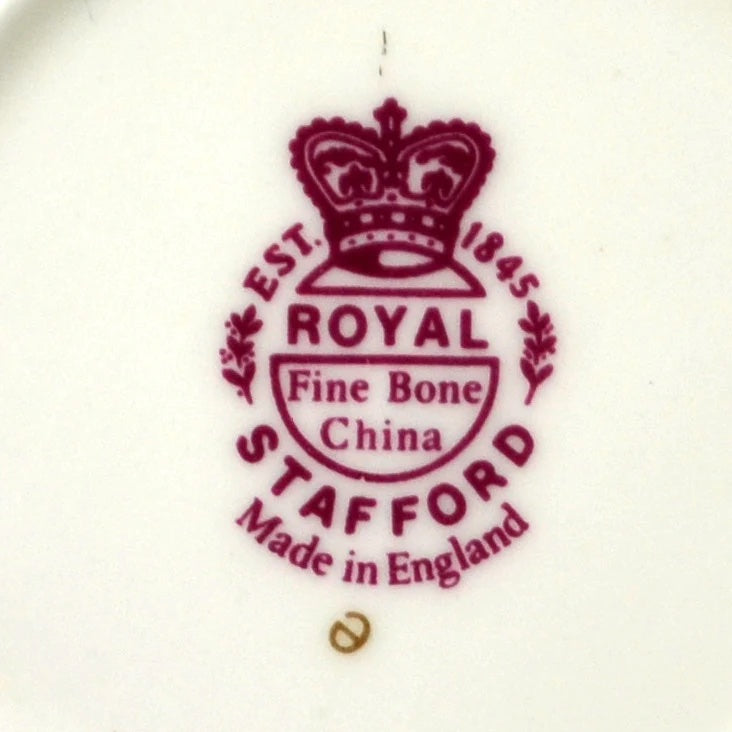 EST. 1845
ROYAL
Fine Bone
China
STAFFORD
Made in England
e